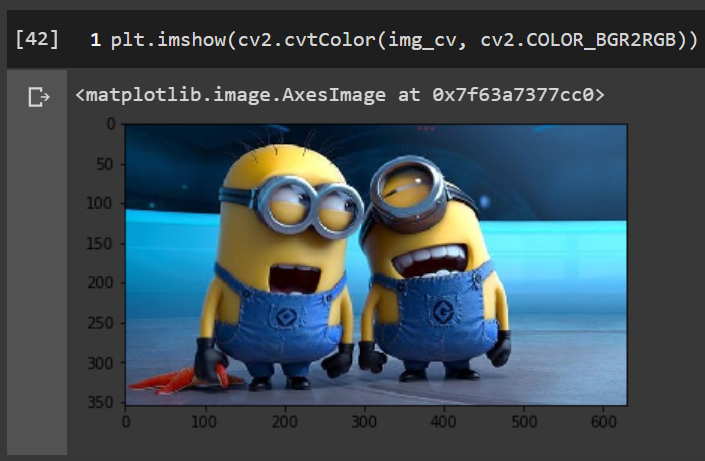 [42] 1 plt.imshow(cv2.cvtColor(img_cv, cv2.COLOR_BGR2RGB))
<matplotlib.image.AxesImage at 0x7f63a7377cc0>
0
50
100
150
200
250
300
350
0 100 200 300 400 500 600